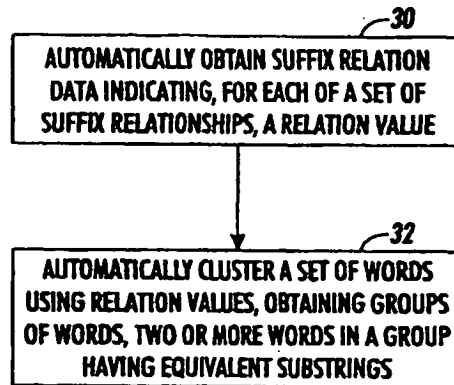 30
AUTOMATICALLY OBTAIN SUFFIX RELATION
DATA INDICATING, FOR EACH OF A SET OF
SUFFIX RELATIONSHIPS, A RELATION VALUE
32
AUTOMATICALLY CLUSTER A SET OF WORDS
USING RELATION VALUES, OBTAINING GROUPS
OF WORDS, TWO OR MORE WORDS IN A GROUP
HAVING EQUIVALENT SUBSTRINGS